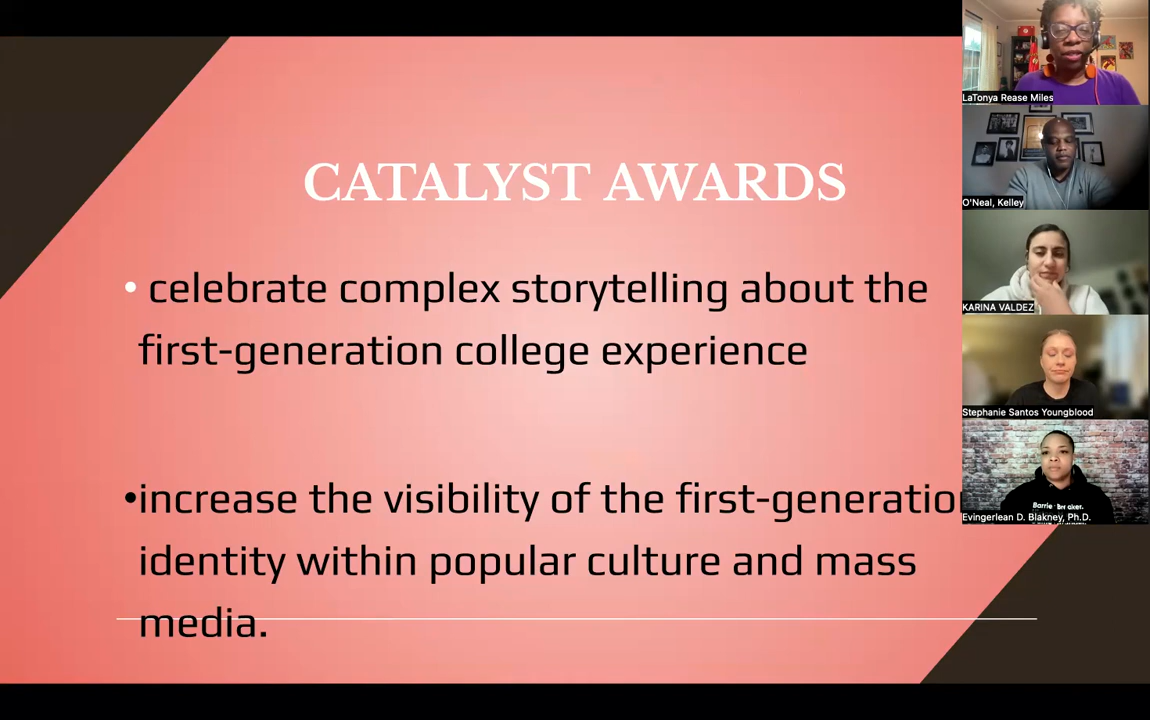 CATALYST AWARDS
• celebrate complex storytelling about the
first-generation college experience
•increase the visibility of the first-generation
identity within popular culture and mass
media.
LaTonya Rease Miles
O'Neal, Kelley
KARINA VALDEZ
Stephanie Santos Youngblood
Evingerlean D. Blakney, Ph.D.